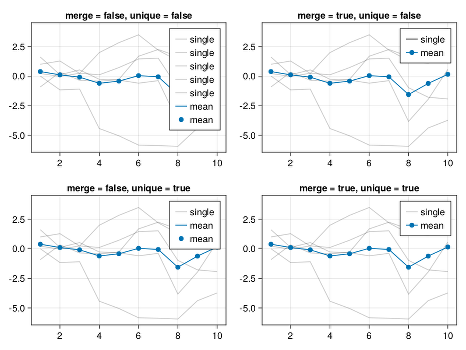 merge = false, unique = false
2.5
0.0
-2.5
-5.0
2
4
6
8
10
single
single
single
single
single
mean
mean
merge = true, unique = false
2.5
0.0
-2.5
-5.0
2
4
6
8
10
single
mean
merge = false, unique = true
2.5
0.0
-2.5
-5.0
2
4
6
8
10
single
mean
mean
merge = true, unique = true
2.5
0.0
-2.5
-5.0
2
4
6
8
10
single
mean